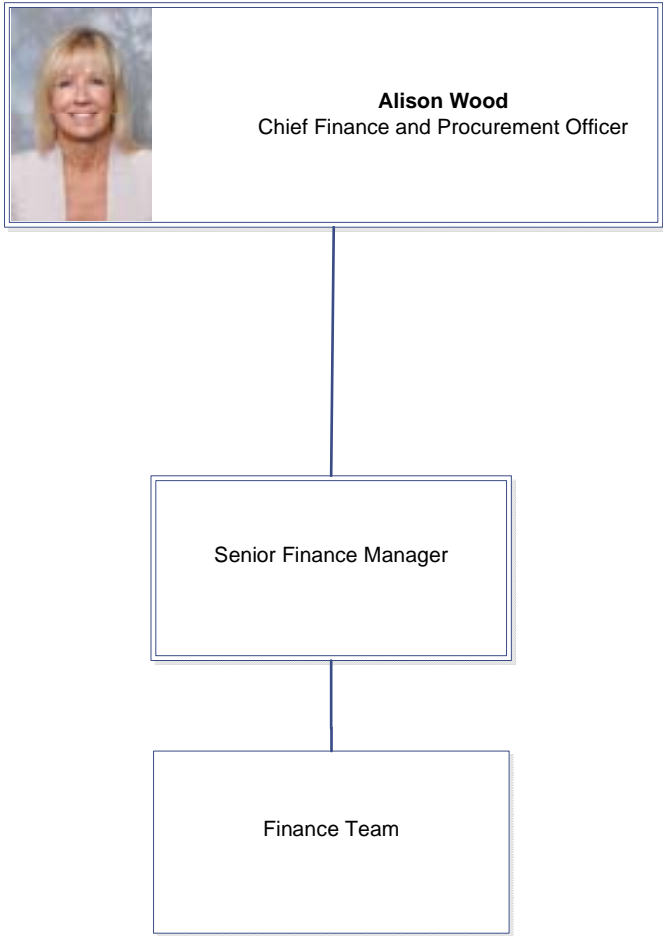 Alison Wood
Chief Finance and Procurement Officer
Senior Finance Manager
Finance Team